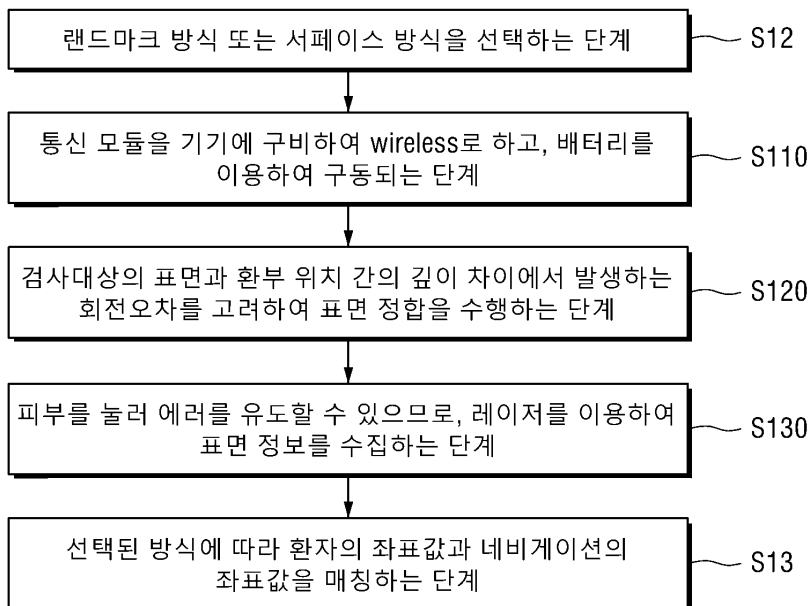 랜드마크 방식 또는 서페이스 방식을 선택하는 단계
S12
통신 모듈을 기기에 구비하여 wireless로 하고, 배터리를
이용하여 구동되는 단계
S110
검사대상의 표면과 환부 위치 간의 깊이 차이에서 발생하는
회전오차를 고려하여 표면 정합을 수행하는 단계
S120
피부를 눌러 에러를 유도할 수 있으므로, 레이저를 이용하여
표면 정보를 수집하는 단계
S130
선택된 방식에 따라 환자의 좌표값과 네비게이션의
좌표값을 매칭하는 단계
S13